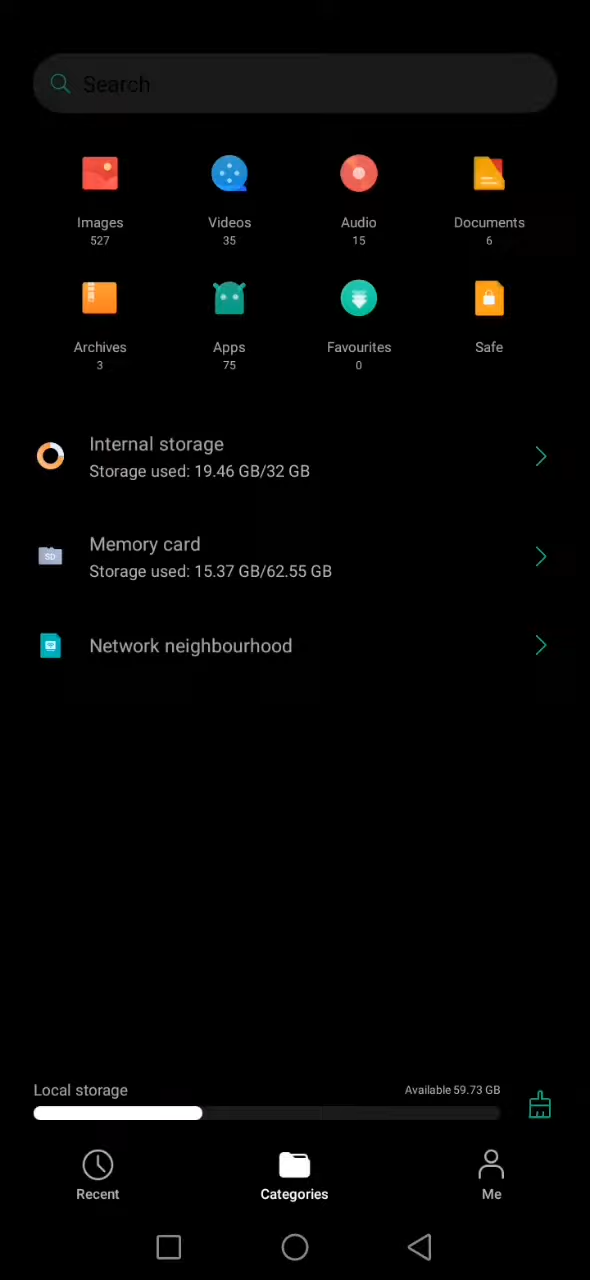 Search
Images
Videos
Audio
Documents
527
35
15
6
Archives
Apps
Favourites
Safe
3
75
0
Internal storage
Storage used: 19.46 GB/32 GB
SD
Memory card
Storage used: 15.37 GB/62.55 GB
Network neighbourhood
Local storage
Available 59.73 GB
Recent
Categories
Me